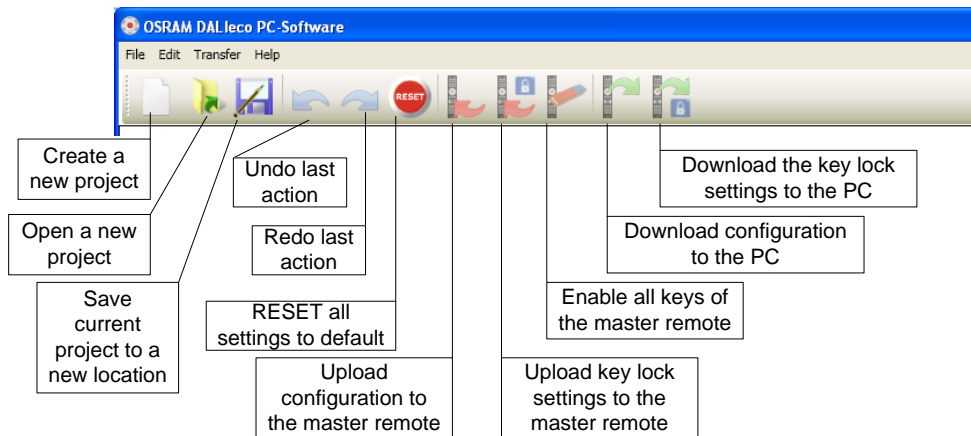 OSRAM DALIeco PC-Software
File Edit Transfer Help
RESET
Create a
new project
Undo last
action
Download the key lock
settings to the PC
Open a new
project
Redo last
action
Download configuration
to the PC
Save
current
project to a
new location
RESET all
settings to default
Enable all keys of
the master remote
Upload
configuration to
the master remote
Upload key lock
settings to the
master remote